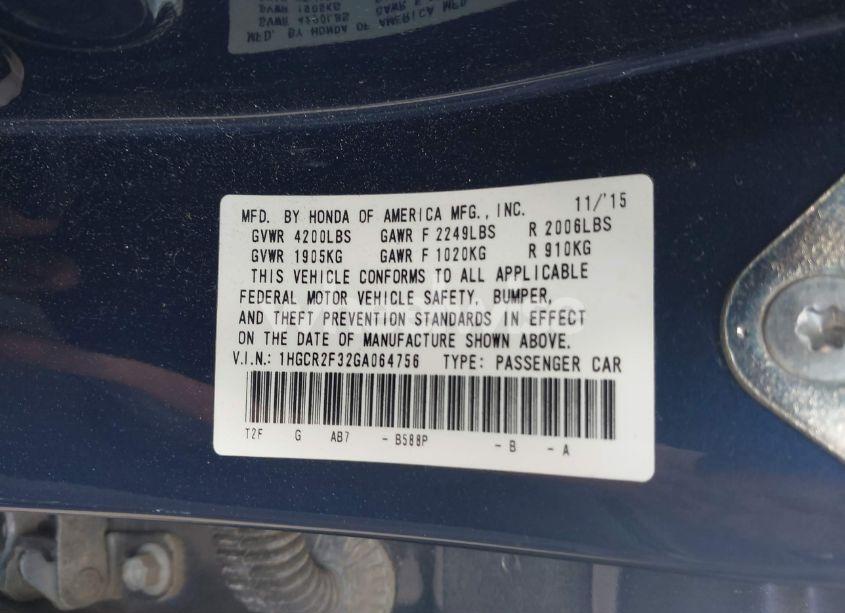 MFD. BY HONDA OF AMERICA MFG., INC. 11/'15
GVWR 4200LBS GAWR F 2249LBS R 2006LBS
GVWR 1905KG GAWR F 1020KG R 910KG
THIS VEHICLE CONFORMS TO ALL APPLICABLE
FEDERAL MOTOR VEHICLE SAFETY, BUMPER,
AND THEFT PREVENTION STANDARDS IN EFFECT
ON THE DATE OF MANUFACTURE SHOWN ABOVE.
V.I.N.: 1HGCR2F32GA064756 TYPE: PASSENGER CAR
T2F G AB7 - B588P - B - A